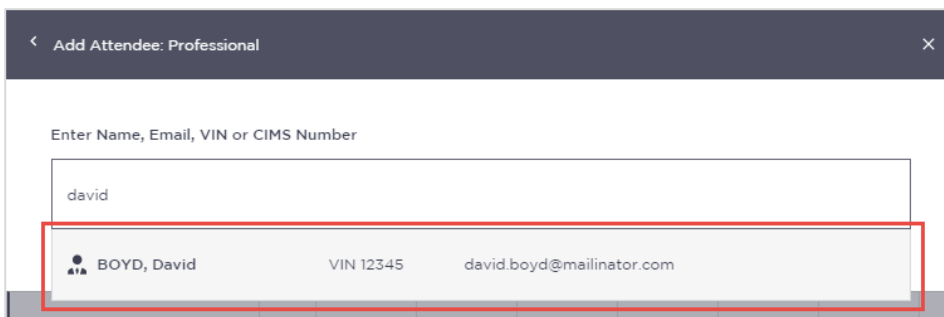 Add Attendee: Professional
Enter Name, Email, VIN or CIMS Number
david
BOYD, David VIN 12345 david.boyd@mailinator.com